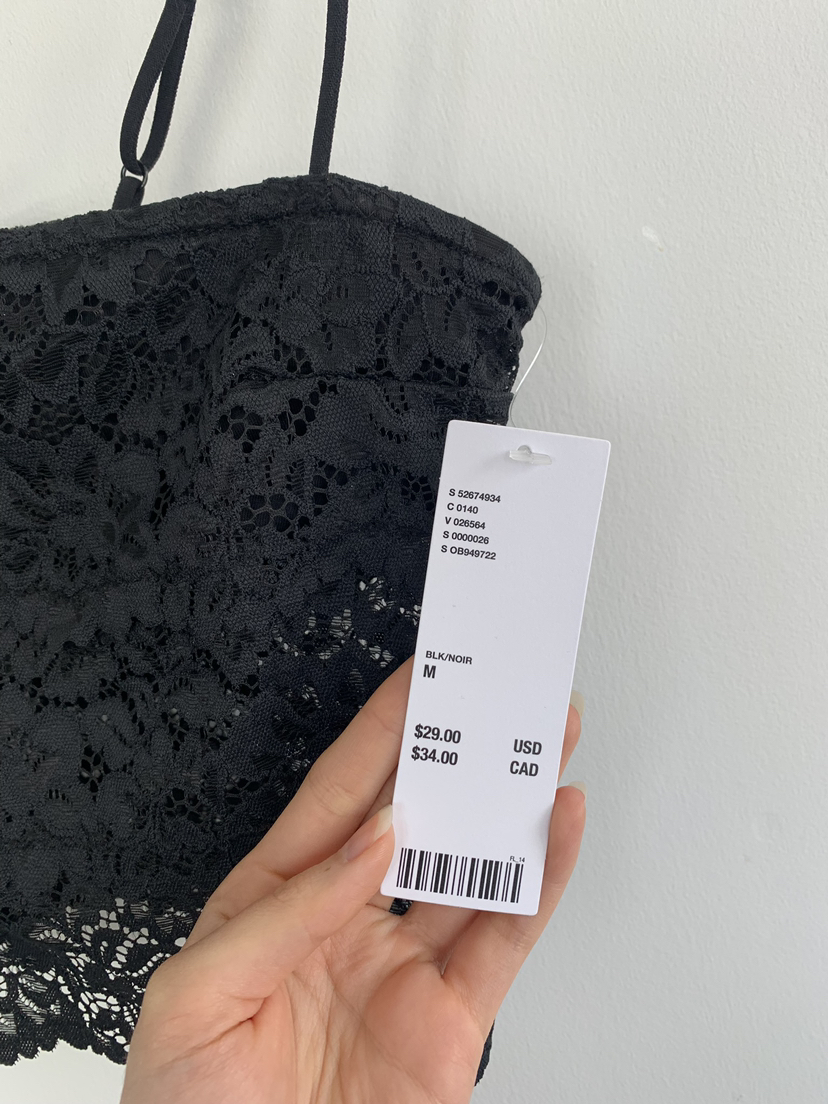 S 52674934
C 0140
V 026564
S 0000026
S OB949722
BLK/NOIR
M
$29.00 USD
$34.00 CAD
FL_14